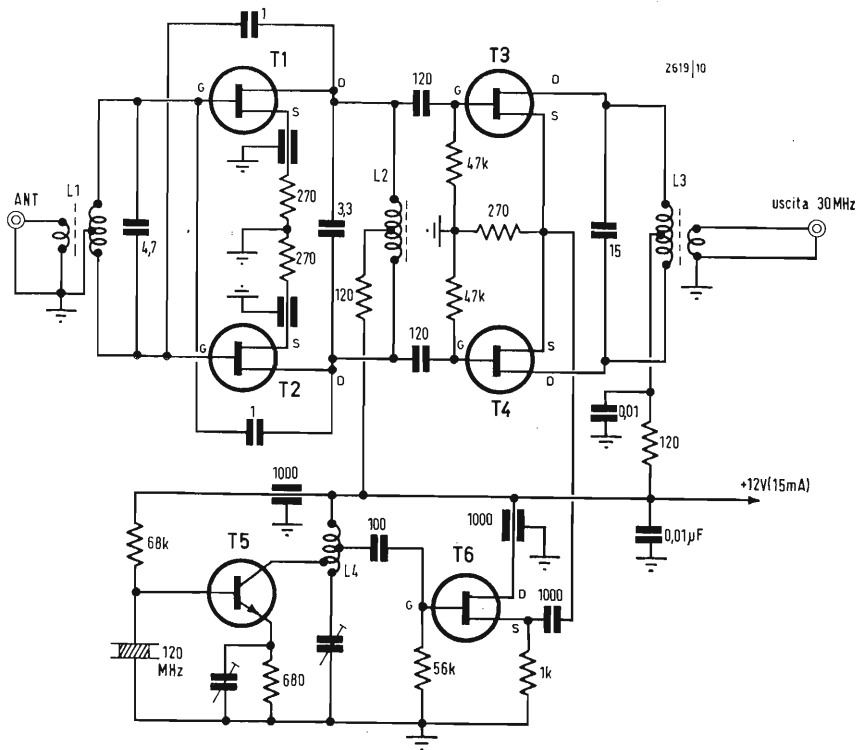 1
T1
T3
2619|10
D
120
D
G
G
S
S
ANT
L1
47k
L2
L3
uscita 30MHz
270
3,3
270
4,7
15
270
120
47k
S
S
G
120
G
D
T2
D
T4
1
0,01
120
1000
+12V(15mA)
1000
100
68k
T5
T6
0,01µF
L4
D
1000
G
S
120
MHz
680
56k
1k